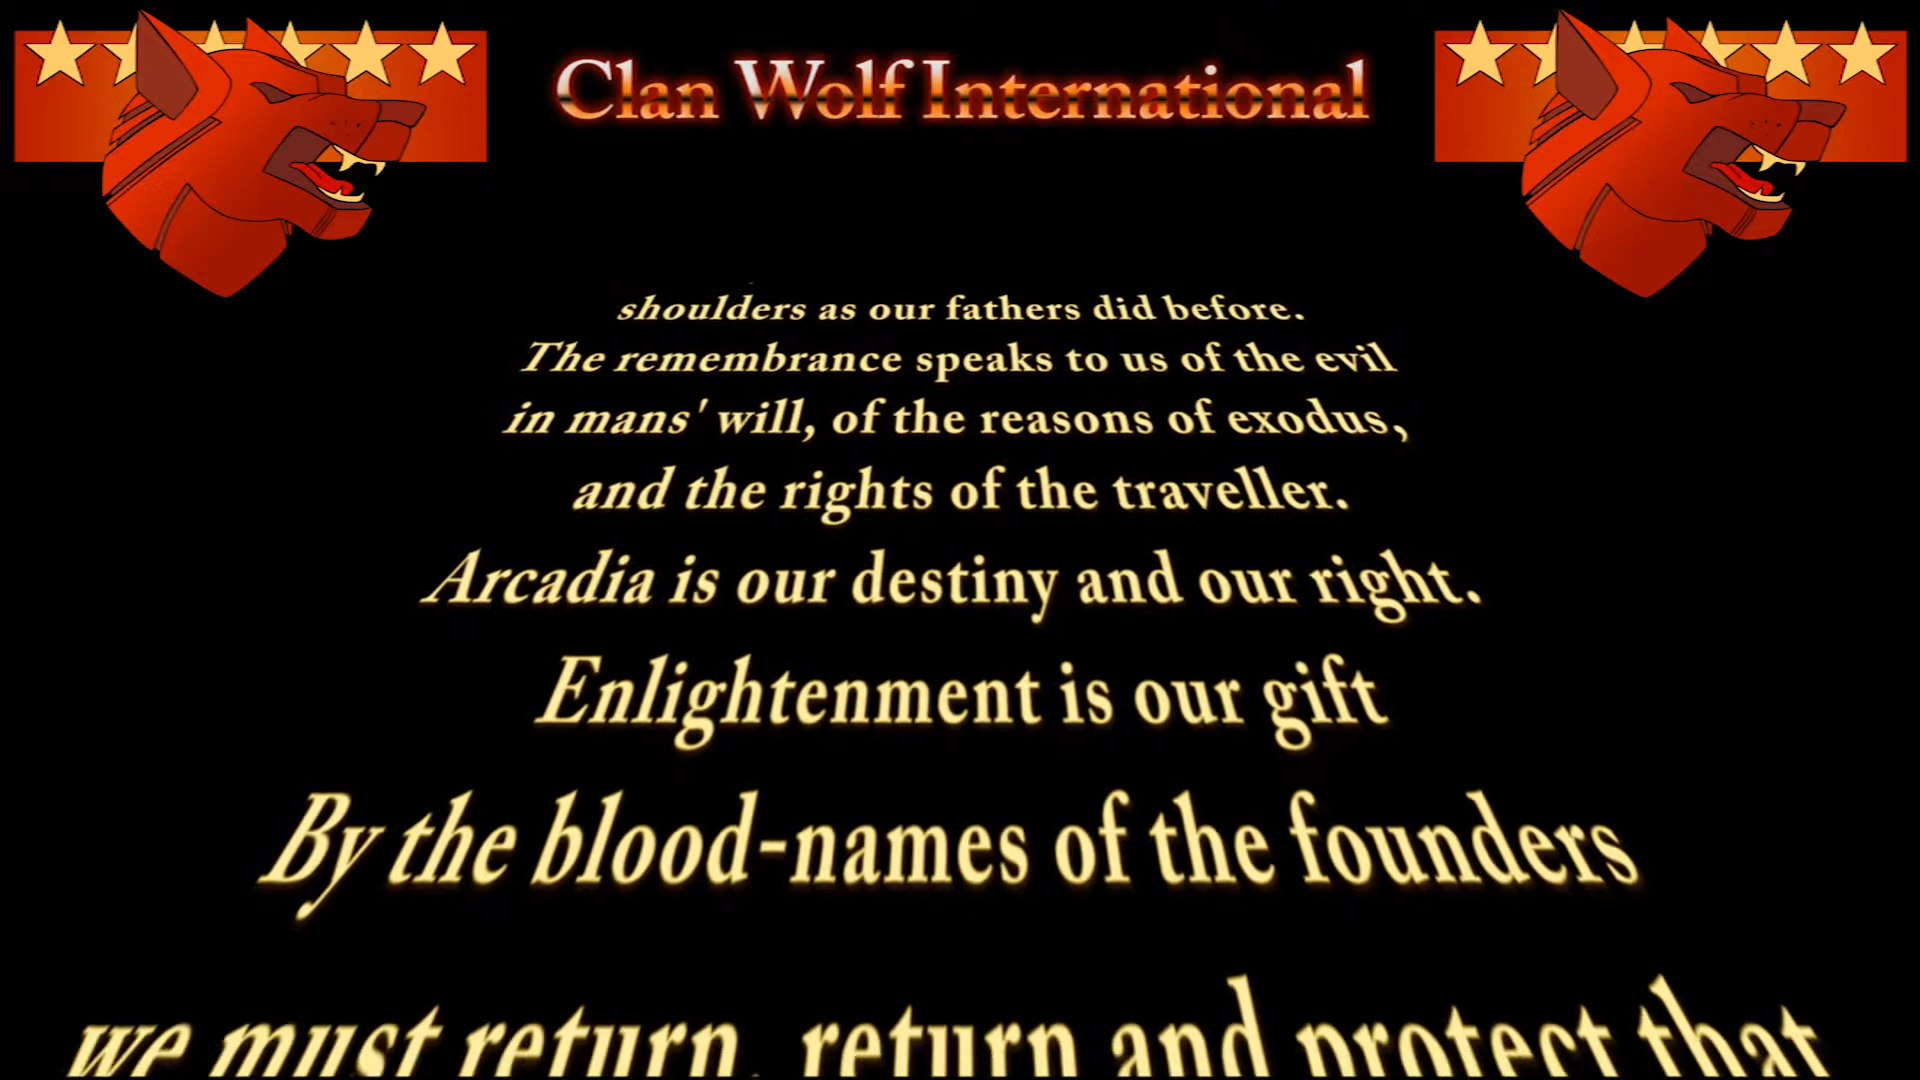 Clan Wolf International
shoulders as our fathers did before.
The remembrance speaks to us of the evil
in mans' will, of the reasons of exodus,
and the rights of the traveller.
Arcadia is our destiny and our right.
Enlightenment is our gift
By the blood-names of the founders
we must return, return and protect that